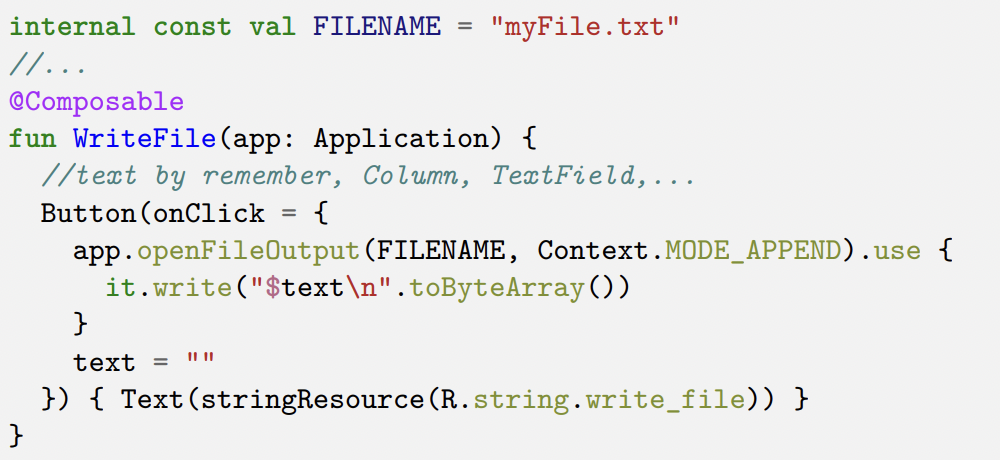 internal const val FILENAME = "myFile.txt"
//...
@Composable
fun WriteFile(app: Application) {
  //text by remember, Column, TextField,...
  Button(onClick = {
    app.openFileOutput(FILENAME, Context.MODE_APPEND).use {
      it.write("$text\n".toByteArray())
    }
    text = ""
  }) { Text(stringResource(R.string.write_file)) }
}